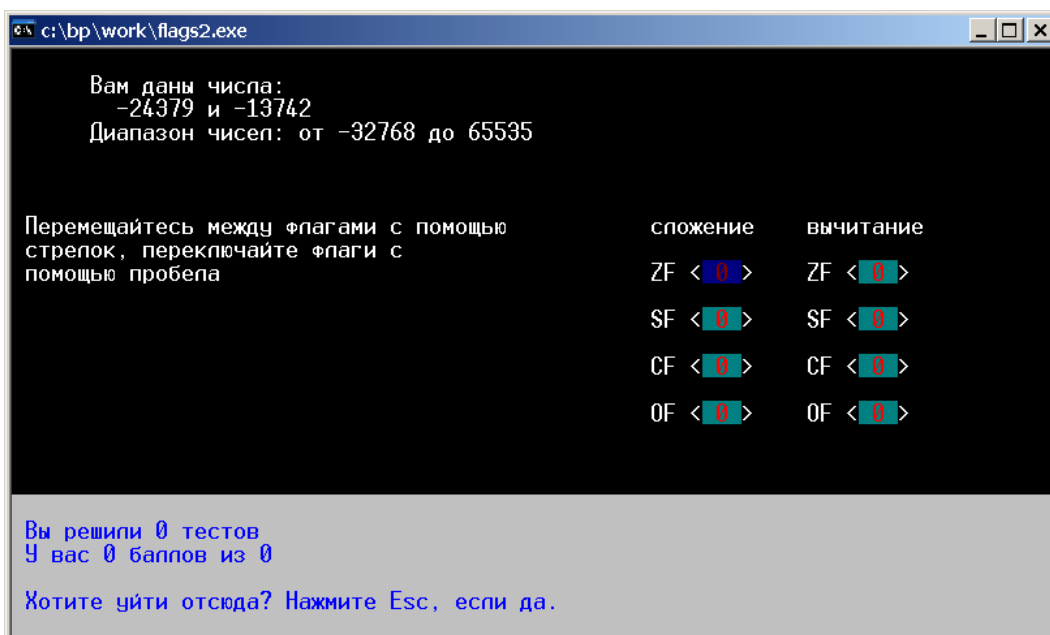 c:\bp\work\flags2.exe
Вам даны числа:
-24379 и -13742
Диапазон чисел: от -32768 до 65535
Перемещайтесь между флагами с помощью
стрелок, переключайте флаги с
помощью пробела
сложение вычитание
ZF < 0 > ZF < 0 >
SF < 0 > SF < 0 >
CF < 0 > CF < 0 >
OF < 0 > OF < 0 >
Вы решили 0 тестов
У вас 0 баллов из 0
Хотите уйти отсюда? Нажмите Esc, если да.